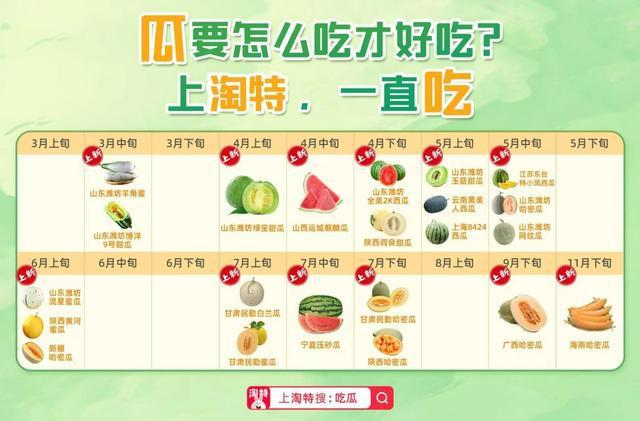 瓜要怎么吃才好吃?
上淘特，一直吃
3月上旬
3月中旬
3月下旬
4月上旬
4月中旬
4月下旬
5月上旬
5月中旬
5月下旬
上新
山东潍坊羊角蜜
山东潍坊博洋
9号甜瓜
上新
山东潍坊绿宝甜瓜
上新
山西运城麒麟瓜
上新
山东潍坊
全美2K西瓜
陕西阎良甜瓜
上新
山东潍坊
玉菇甜瓜
云南黑美
人西瓜
上海8424
西瓜
上新
江苏东台
特小凤西瓜
山东潍坊
哈密瓜
山东潍坊
网纹瓜
6月上旬
6月中旬
6月下旬
7月上旬
7月中旬
7月下旬
8月上旬
9月下旬
11月下旬
上新
山东潍坊
流星蜜瓜
陕西黄河
蜜瓜
新疆
哈密瓜
上新
甘肃民勤白兰瓜
甘肃民勤蜜瓜
上新
宁夏压砂瓜
上新
甘肃民勤哈密瓜
陕西哈密瓜
上新
广西哈密瓜
上新
海南哈密瓜
淘特
上淘特搜:吃瓜